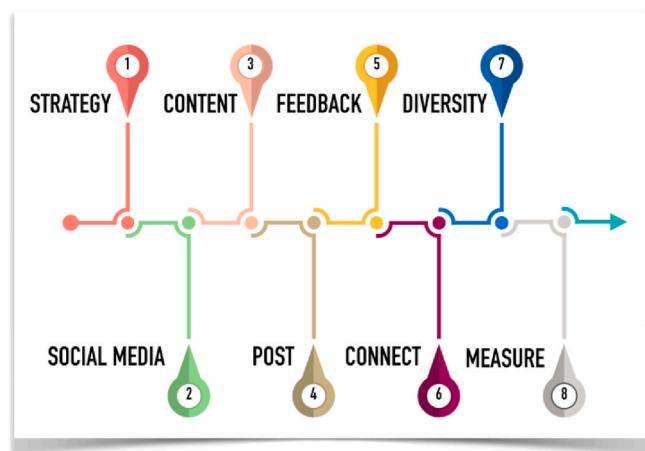 1
STRATEGY
2
SOCIAL MEDIA
3
CONTENT
4
POST
5
FEEDBACK
6
CONNECT
7
DIVERSITY
8
MEASURE